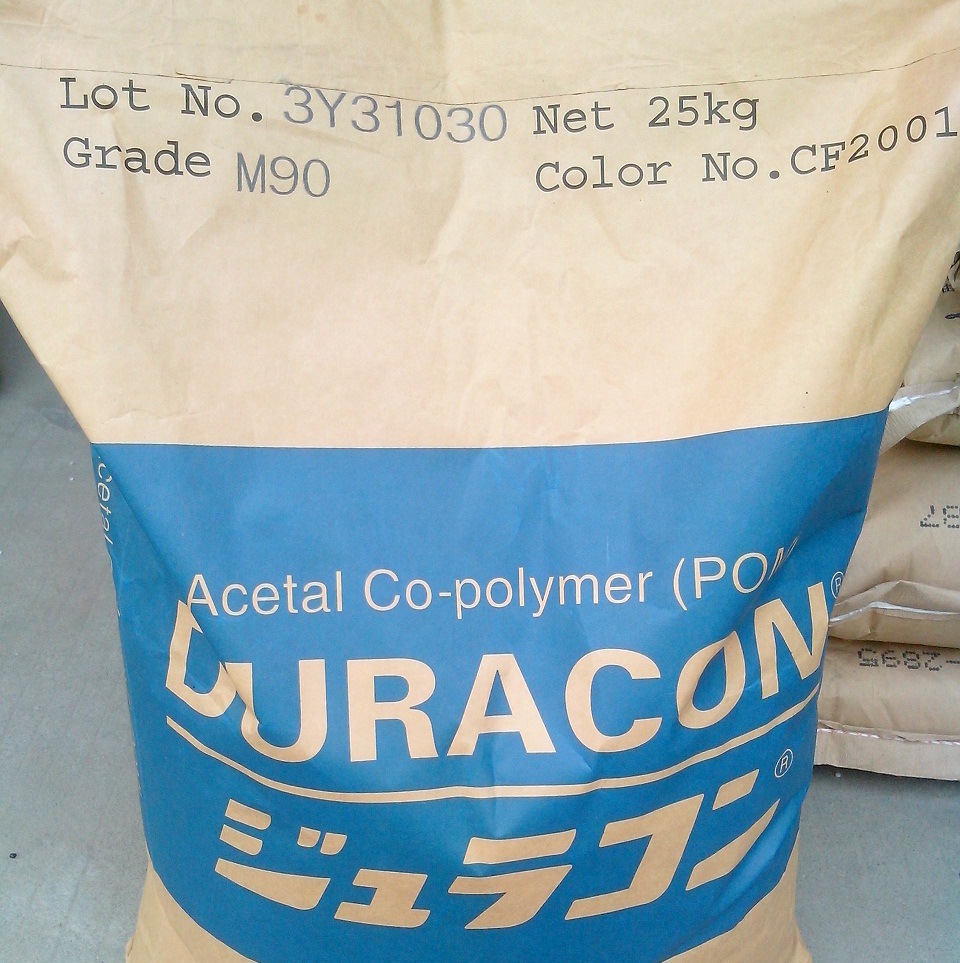 Lot No. 3Y31030 Net 25kg
Grade M90 Color No.CF2001
Acetal Co-polymer (POM
DURACON®
ジュラコン®
cetal